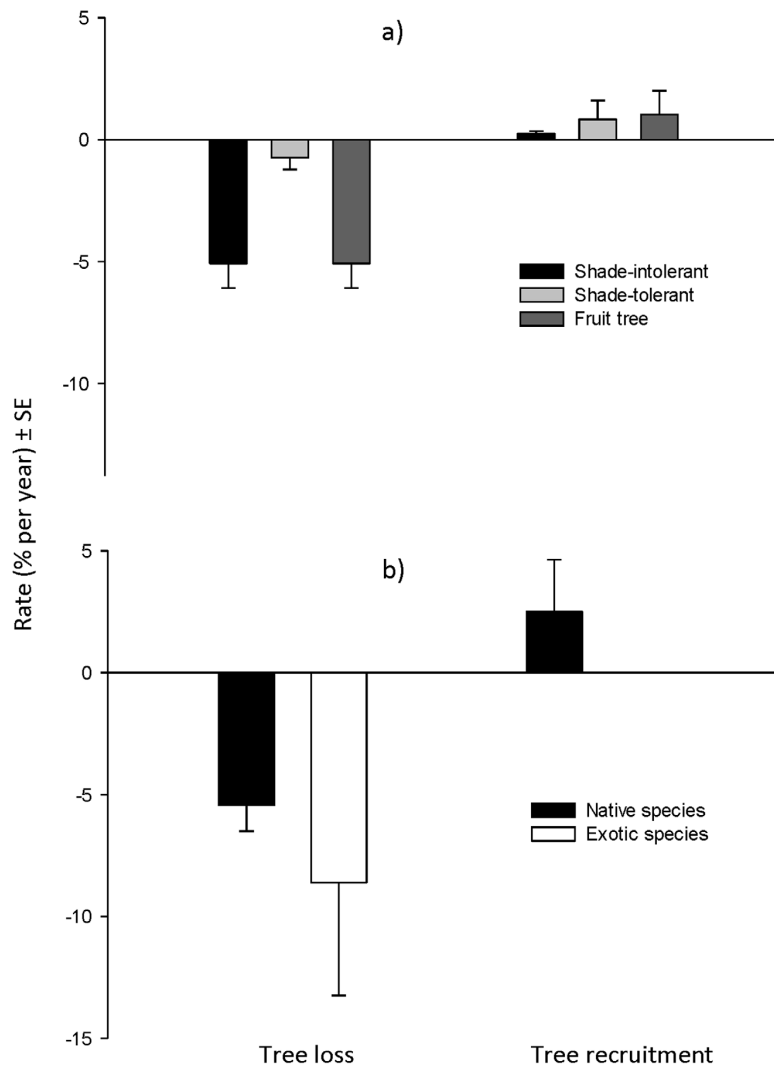 a)
5
0
-5
-10
Shade-intolerant
Shade-tolerant
Fruit tree
Rate (% per year) ± SE
b)
5
0
-5
-10
-15
Native species
Exotic species
Tree loss
Tree recruitment